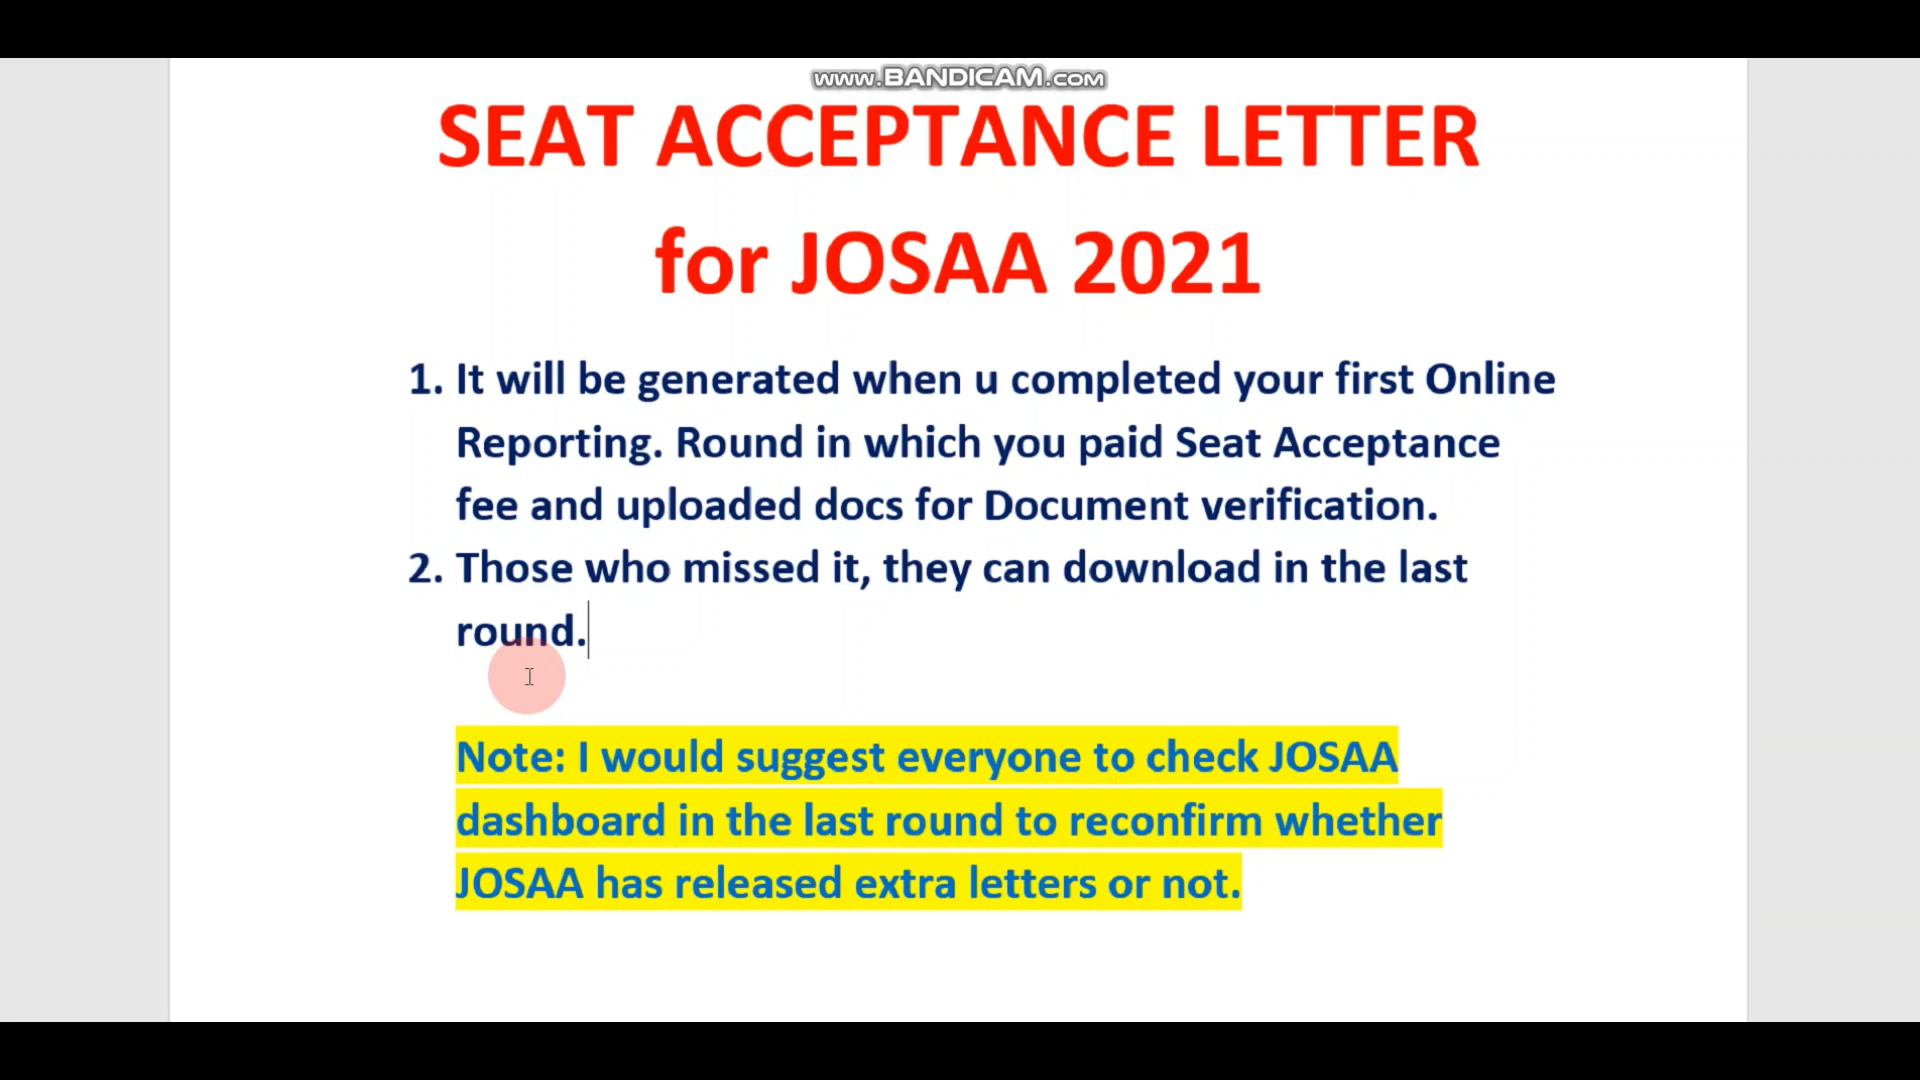 www.BANDICAM.com
SEAT ACCEPTANCE LETTER
for JOSAA 2021
1. It will be generated when u completed your first Online
Reporting. Round in which you paid Seat Acceptance
fee and uploaded docs for Document verification.
2. Those who missed it, they can download in the last
round.
Note: I would suggest everyone to check JOSAA
dashboard in the last round to reconfirm whether
JOSAA has released extra letters or not.